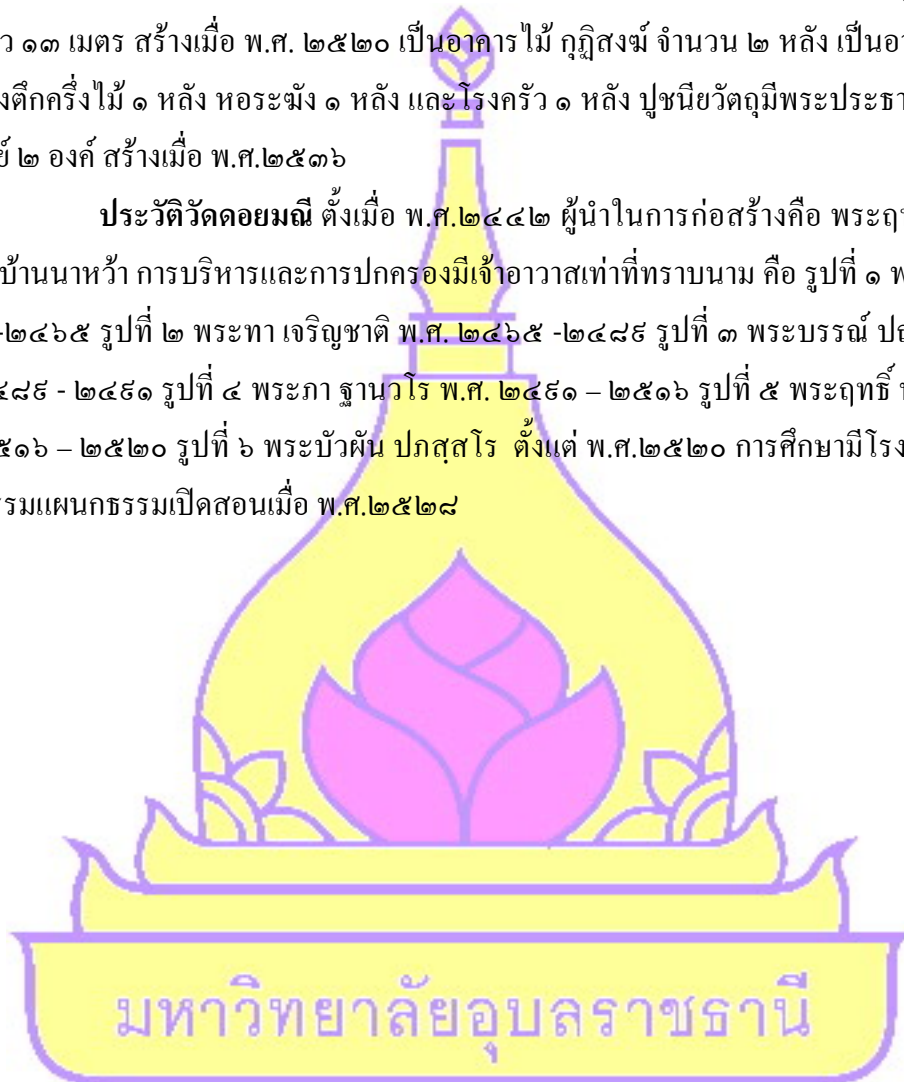 ว ๑๓ เมตร สร้างเมื่อ พ.ศ. ๒๕๒๐ เป็นอาคารไม้ กุฏิสงฆ์ จำนวน ๒ หลัง เป็นอา
งตึกครึ่งไม้ ๑ หลัง หอระฆัง ๑ หลัง และโรงครัว ๑ หลัง ปูชนียวัตถุมีพระประธา
ย์ ๒ องค์ สร้างเมื่อ พ.ศ.๒๕๓๖
ประวัติวัดดอยมณี ตั้งเมื่อ พ.ศ.๒๔๔๒ ผู้นำในการก่อสร้างคือ พระฤท
บ้านนาหว้า การบริหารและการปกครองมีเจ้าอาวาสเท่าที่ทราบนาม คือ รูปที่ ๑ พ
-๒๔๖๕ รูปที่ ๒ พระทา เจริญชาติ พ.ศ. ๒๔๖๕ -๒๔๘๙ รูปที่ ๓ พระบรรณ์ ปญ
๔๘๙ - ๒๔๙๑ รูปที่ ๔ พระภา ฐานวโร พ.ศ. ๒๔๙๑ – ๒๕๑๖ รูปที่ ๕ พระฤทธิ์
๕๑๖ – ๒๕๒๐ รูปที่ ๖ พระบัวผัน ปภสฺสโร ตั้งแต่ พ.ศ.๒๕๒๐ การศึกษามีโรง
รรมแผนกธรรมเปิดสอนเมื่อ พ.ศ.๒๕๒๘
มหาวิทยาลัยอุบลราชธานี